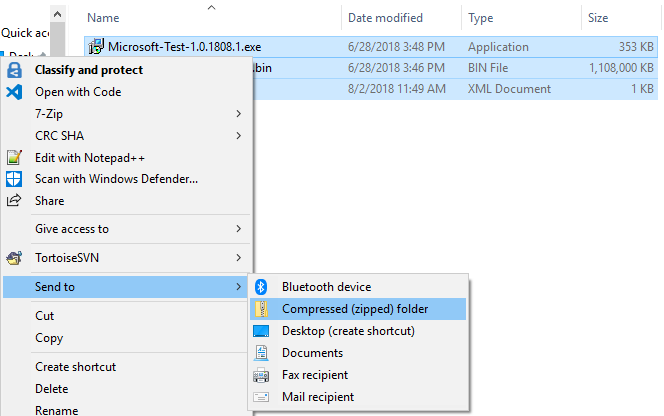 Name Date modified Type Size
Quick acc
Microsoft-Test-1.0.1808.1.exe 6/28/2018 3:48 PM Application 353 KB
Classify and protect
bin 6/28/2018 3:46 PM BIN File 1,108,000 KB
Open with Code
8/2/2018 11:49 AM XML Document 1 KB
7-Zip
CRC SHA
Edit with Notepad++
Scan with Windows Defender...
Share
Give access to
TortoiseSVN
Send to
Bluetooth device
Compressed (zipped) folder
Desktop (create shortcut)
Documents
Fax recipient
Mail recipient
Cut
Copy
Create shortcut
Delete
Rename